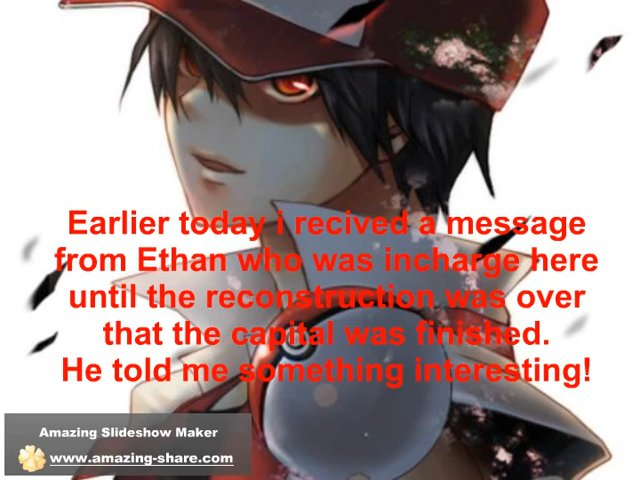 Earlier today i recived a message
from Ethan who was incharge here
until the reconstruction was over
that the capital was finished.
He told me something interesting!
Amazing Slideshow Maker
www.amazing-share.com